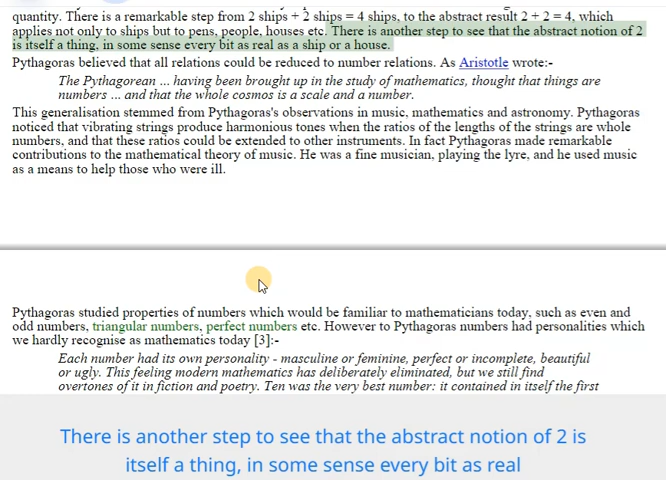 quantity. There is a remarkable step from 2 ships + 2 ships = 4 ships, to the abstract result 2 + 2 = 4, which
applies not only to ships but to pens, people, houses etc. There is another step to see that the abstract notion of 2
is itself a thing, in some sense every bit as real as a ship or a house.
Pythagoras believed that all relations could be reduced to number relations. As Aristotle wrote:-
The Pythagorean ... having been brought up in the study of mathematics, thought that things are
numbers ... and that the whole cosmos is a scale and a number.
This generalisation stemmed from Pythagoras's observations in music, mathematics and astronomy. Pythagoras
noticed that vibrating strings produce harmonious tones when the ratios of the lengths of the strings are whole
numbers, and that these ratios could be extended to other instruments. In fact Pythagoras made remarkable
contributions to the mathematical theory of music. He was a fine musician, playing the lyre, and he used music
as a means to help those who were ill.
Pythagoras studied properties of numbers which would be familiar to mathematicians today, such as even and
odd numbers, triangular numbers, perfect numbers etc. However to Pythagoras numbers had personalities which
we hardly recognise as mathematics today [3]:-
Each number had its own personality - masculine or feminine, perfect or incomplete, beautiful
or ugly. This feeling modern mathematics has deliberately eliminated, but we still find
overtones of it in fiction and poetry. Ten was the very best number: it contained in itself the first
There is another step to see that the abstract notion of 2 is
itself a thing, in some sense every bit as real